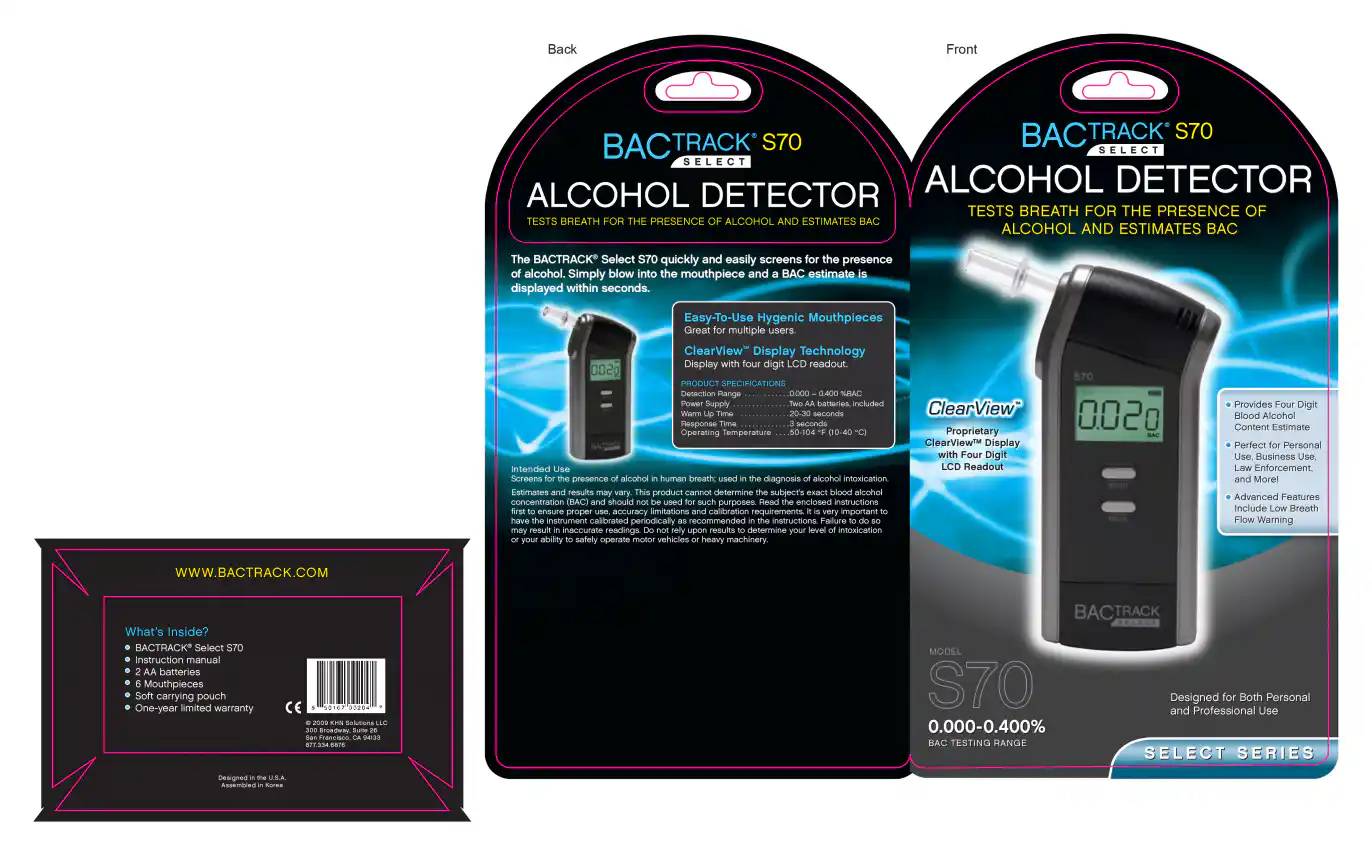 Back
BACTRACK® S70
SELECT
ALCOHOL DETECTOR
TESTS BREATH FOR THE PRESENCE OF ALCOHOL AND ESTIMATES BAC
The BACTRACK® Select S70 quickly and easily screens for the presence
of alcohol. Simply blow into the mouthpiece and a BAC estimate is
displayed within seconds.
0.020
Easy-To-Use Hygenic Mouthpieces
Great for multiple users.
ClearView™ Display Technology
Display with four digit LCD readout.
PRODUCT SPECIFICATIONS
Detection Range ............0.000 – 0.400 %BAC
Power Supply ...............Two AA batteries, included
Warm Up Time .............20-30 seconds
Response Time .............3 seconds
Operating Temperature ....50-104 °F (10-40 °C)
Intended Use
Screens for the presence of alcohol in human breath; used in the diagnosis of alcohol intoxication.
Estimates and results may vary. This product cannot determine the subject's exact blood alcohol
concentration (BAC) and should not be used for such purposes. Read the enclosed instructions
first to ensure proper use, accuracy limitations and calibration requirements. It is very important to
have the instrument calibrated periodically as recommended in the instructions. Failure to do so
may result in inaccurate readings. Do not rely upon results to determine your level of intoxication
or your ability to safely operate motor vehicles or heavy machinery.
Front
BACTRACK® S70
SELECT
ALCOHOL DETECTOR
TESTS BREATH FOR THE PRESENCE OF
ALCOHOL AND ESTIMATES BAC
S70
0.020
BAC
BACTRACK
SELECT
ClearView™
Proprietary
ClearView™ Display
with Four Digit
LCD Readout
Provides Four Digit
Blood Alcohol
Content Estimate
Perfect for Personal
Use, Business Use,
Law Enforcement,
and More!
Advanced Features
Include Low Breath
Flow Warning
MODEL
S70
0.000-0.400%
BAC TESTING RANGE
Designed for Both Personal
and Professional Use
SELECT SERIES
WWW.BACTRACK.COM
What's Inside?
BACTRACK® Select S70
Instruction manual
2 AA batteries
6 Mouthpieces
Soft carrying pouch
One-year limited warranty
CE
© 2009 KHN Solutions LLC
300 Broadway, Suite 26
San Francisco, CA 94133
877.334.6876
Designed in the U.S.A.
Assembled in Korea